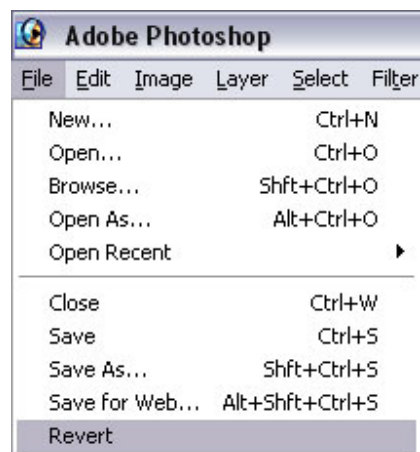 Adobe Photoshop
File Edit Image Layer Select Filter
New... Ctrl+N
Open... Ctrl+O
Browse... Shft+Ctrl+O
Open As... Alt+Ctrl+O
Open Recent
Close Ctrl+W
Save Ctrl+S
Save As... Shft+Ctrl+S
Save for Web... Alt+Shft+Ctrl+S
Revert